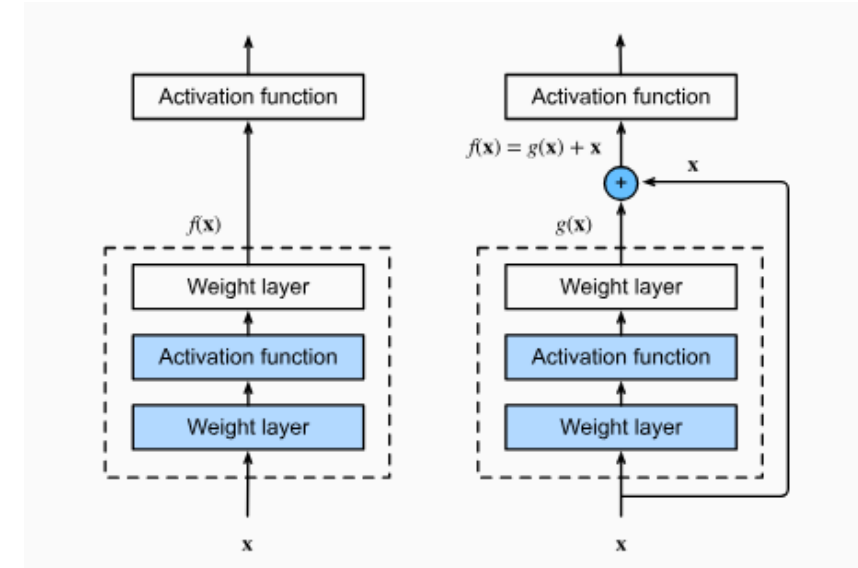 Activation function
f(x)
Weight layer
Activation function
Weight layer
x
Activation function
f(x) = g(x) + x
x
+
g(x)
Weight layer
Activation function
Weight layer
x